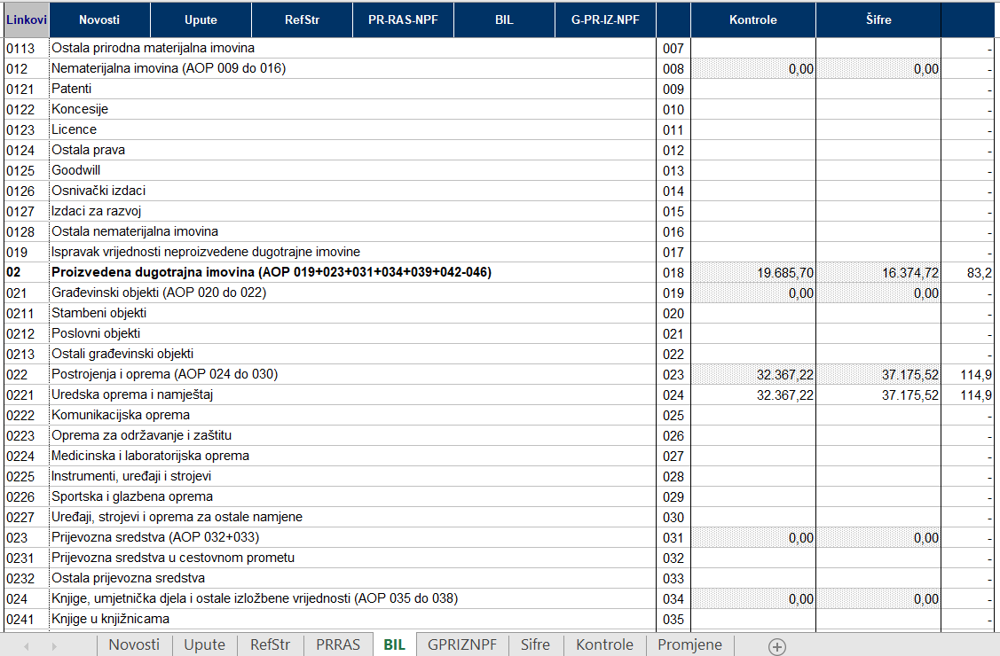 Linkovi Novosti Upute RefStr PR-RAS-NPF BIL G-PR-IZ-NPF Kontrole Šifre
0113 Ostala prirodna materijalna imovina 007 -
012 Nematerijalna imovina (AOP 009 do 016) 008 0,00 0,00 -
0121 Patenti 009 -
0122 Koncesije 010 -
0123 Licence 011 -
0124 Ostala prava 012 -
0125 Goodwill 013 -
0126 Osnivački izdaci 014 -
0127 Izdaci za razvoj 015 -
0128 Ostala nematerijalna imovina 016 -
019 Ispravak vrijednosti neproizvedene dugotrajne imovine 017 -
02 Proizvedena dugotrajna imovina (AOP 019+023+031+034+039+042-046) 018 19.685,70 16.374,72 83,2
021 Građevinski objekti (AOP 020 do 022) 019 0,00 0,00 -
0211 Stambeni objekti 020 -
0212 Poslovni objekti 021 -
0213 Ostali građevinski objekti 022 -
022 Postrojenja i oprema (AOP 024 do 030) 023 32.367,22 37.175,52 114,9
0221 Uredska oprema i namještaj 024 32.367,22 37.175,52 114,9
0222 Komunikacijska oprema 025 -
0223 Oprema za održavanje i zaštitu 026 -
0224 Medicinska i laboratorijska oprema 027 -
0225 Instrumenti, uređaji i strojevi 028 -
0226 Sportska i glazbena oprema 029 -
0227 Uređaji, strojevi i oprema za ostale namjene 030 -
023 Prijevozna sredstva (AOP 032+033) 031 0,00 0,00 -
0231 Prijevozna sredstva u cestovnom prometu 032 -
0232 Ostala prijevozna sredstva 033 -
024 Knjige, umjetnička djela i ostale izložbene vrijednosti (AOP 035 do 038) 034 0,00 0,00 -
0241 Knjige u knjižnicama 035 -
Novosti Upute RefStr PRRAS BIL GPRIZNPF Sifre Kontrole Promjene